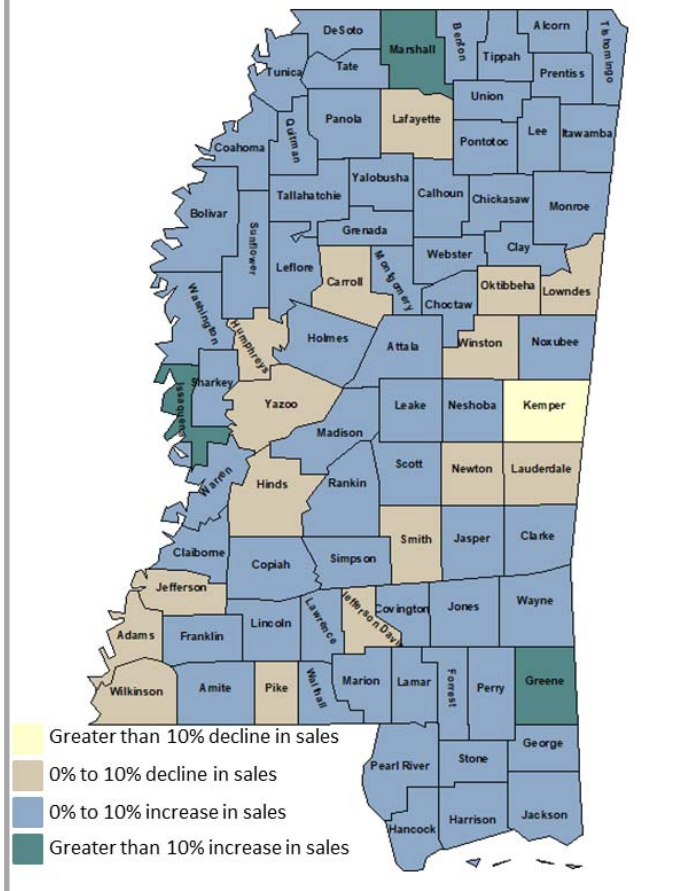 DeSoto
Marshall
Benton
Tippah
Alcorn
Tishomingo
Tunica
Tate
Prentiss
Union
Panola
Lafayette
Quitman
Coahoma
Pontotoc
Lee
Itawamba
Yalobusha
Tallahatchie
Calhoun
Chickasaw
Monroe
Bolivar
Sunflower
Grenada
Leflore
Carroll
Montgomery
Webster
Clay
Choctaw
Oktibbeha
Lowndes
Washington
Humphreys
Holmes
Attala
Winston
Noxubee
Sharkey
Issaquena
Yazoo
Madison
Leake
Neshoba
Kemper
Warren
Hinds
Rankin
Scott
Newton
Lauderdale
Claiborne
Copiah
Simpson
Smith
Jasper
Clarke
Jefferson
Adams
Franklin
Lincoln
Lawrence
Jefferson Davi
Covington
Jones
Wayne
Wilkinson
Amite
Pike
Walthall
Marion
Lamar
Forrest
Perry
Greene
Pearl River
Stone
George
Hancock
Harrison
Jackson
Greater than 10% decline in sales
0% to 10% decline in sales
0% to 10% increase in sales
Greater than 10% increase in sales